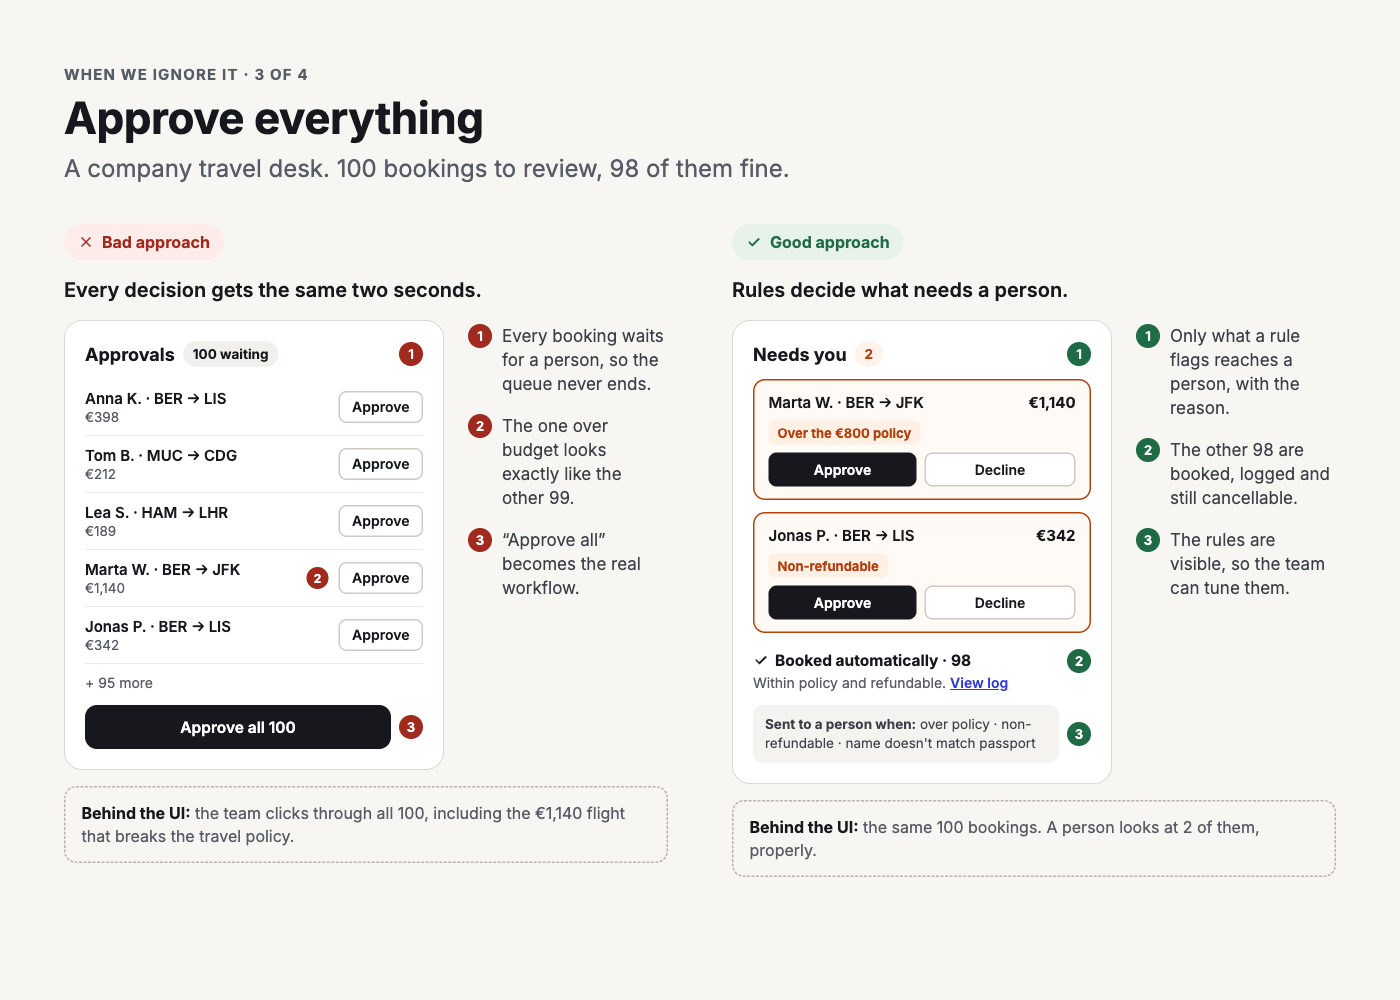 WHEN WE IGNORE IT · 3 OF 4
Approve everything
A company travel desk. 100 bookings to review, 98 of them fine.
Bad approach
Every decision gets the same two seconds.
Approvals 100 waiting 1
Anna K. · BER → LIS
€398
Approve
Tom B. · MUC → CDG
€212
Approve
Lea S. · HAM → LHR
€189
Approve
Marta W. · BER → JFK
€1,140
2 Approve
Jonas P. · BER → LIS
€342
Approve
+ 95 more
Approve all 100 3
1 Every booking waits
for a person, so the
queue never ends.
2 The one over
budget looks
exactly like the
other 99.
3 “Approve all”
becomes the real
workflow.
Behind the UI: the team clicks through all 100, including the €1,140 flight
that breaks the travel policy.
Good approach
Rules decide what needs a person.
Needs you 2 1
Marta W. · BER → JFK €1,140
Over the €800 policy
Approve Decline
Jonas P. · BER → LIS €342
Non-refundable
Approve Decline
✓ Booked automatically · 98 2
Within policy and refundable. View log
Sent to a person when: over policy · non-
refundable · name doesn't match passport
3
1 Only what a rule
flags reaches a
person, with the
reason.
2 The other 98 are
booked, logged and
still cancellable.
3 The rules are
visible, so the team
can tune them.
Behind the UI: the same 100 bookings. A person looks at 2 of them,
properly.